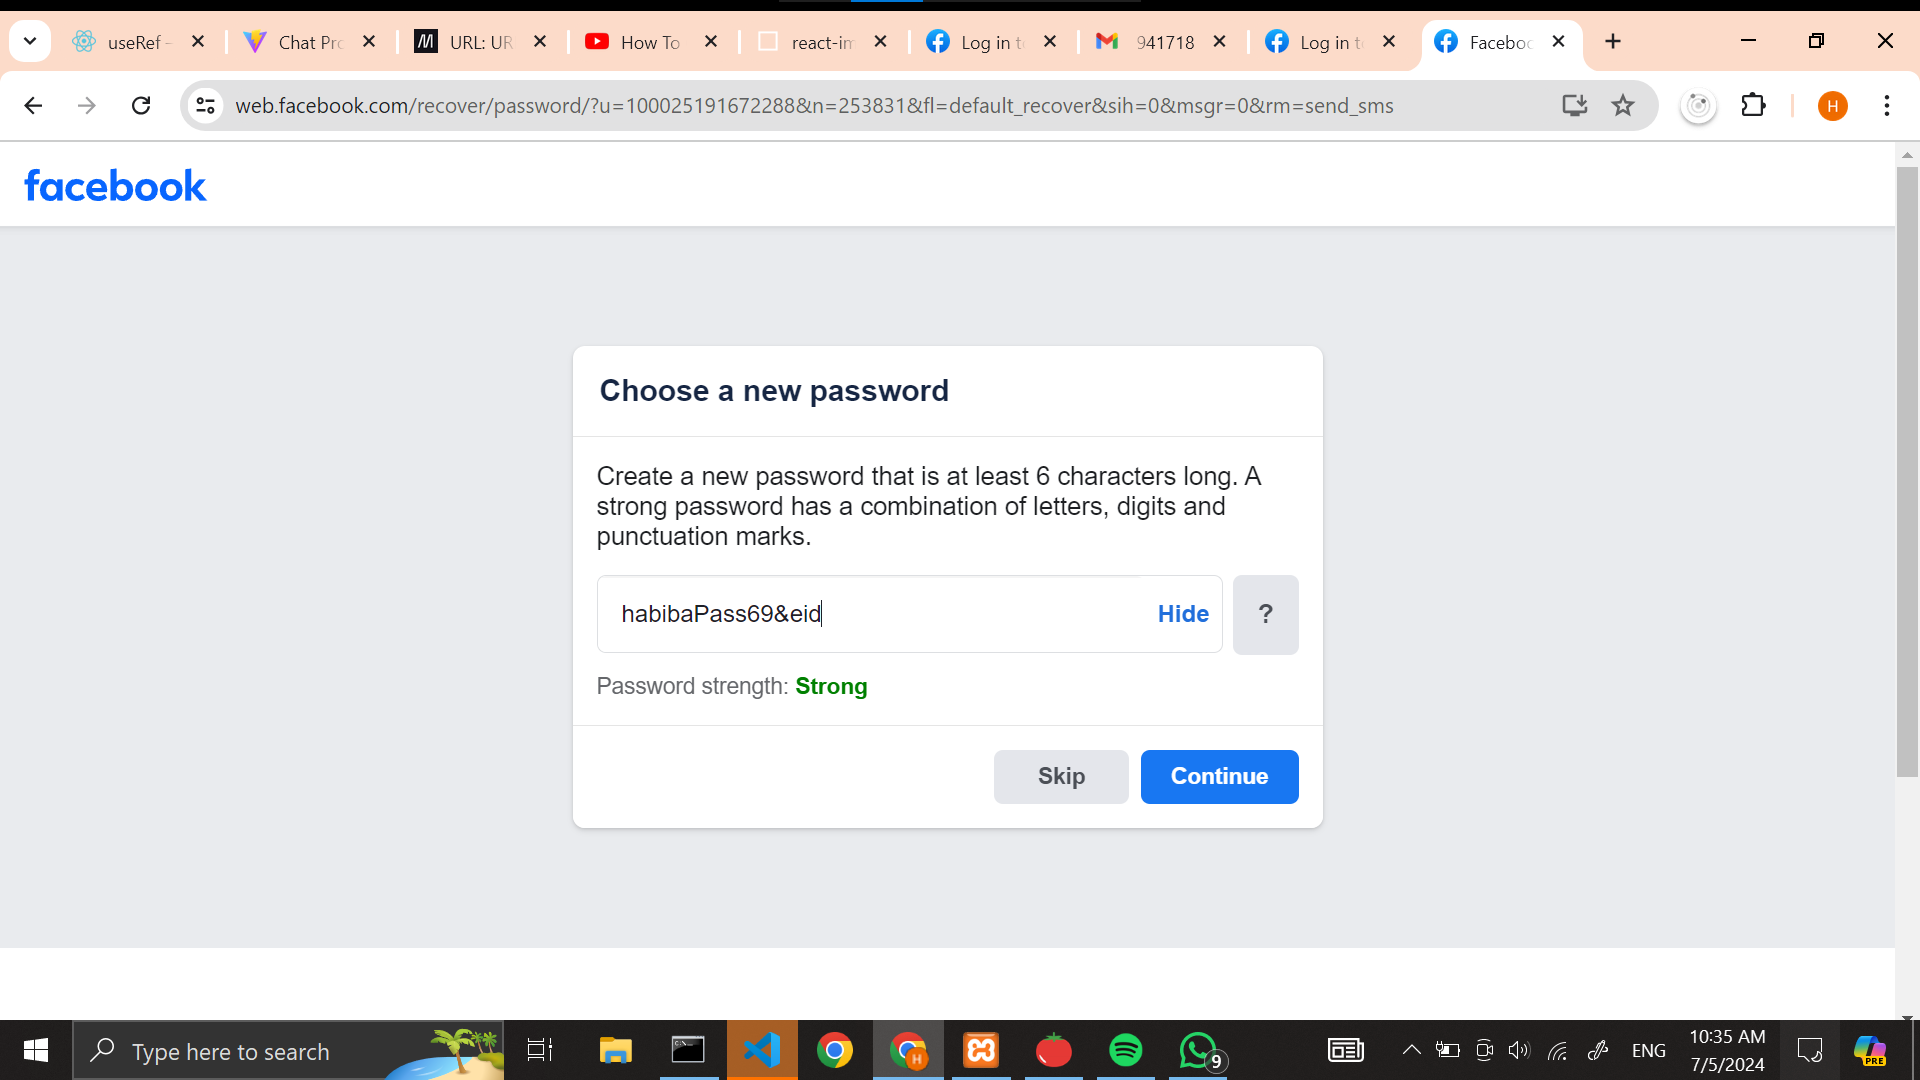 useRef -
Chat Pro
URL: UR
How To
react-im
Log in to
941718
Log in to
Faceboo
web.facebook.com/recover/password/?u=100025191672288&n=253831&fl=default_recover&sih=0&msgr=0&rm=send_sms
H
facebook
Choose a new password
Create a new password that is at least 6 characters long. A
strong password has a combination of letters, digits and
punctuation marks.
habibaPass69&eid
Hide
?
Password strength: Strong
Skip
Continue
Type here to search
H
9
ENG
10:35 AM
7/5/2024
PRE